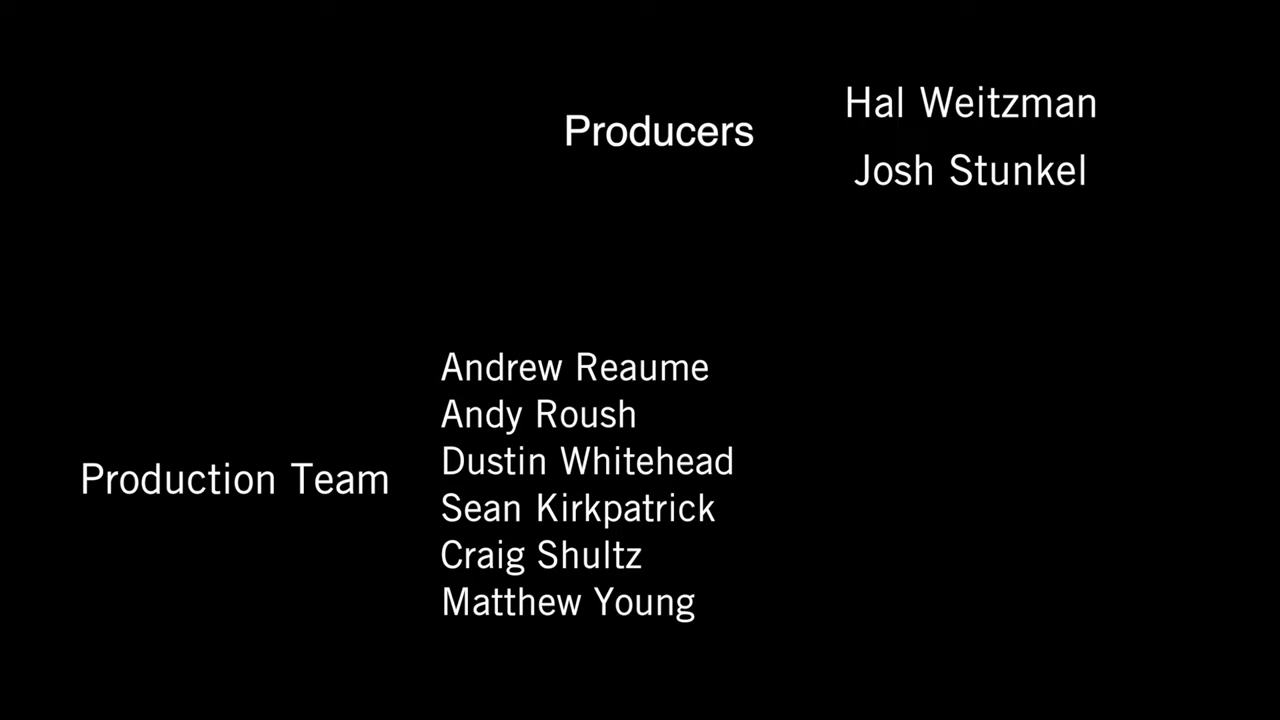 Producers
Hal Weitzman
Josh Stunkel
Production Team
Andrew Reaume
Andy Roush
Dustin Whitehead
Sean Kirkpatrick
Craig Shultz
Matthew Young